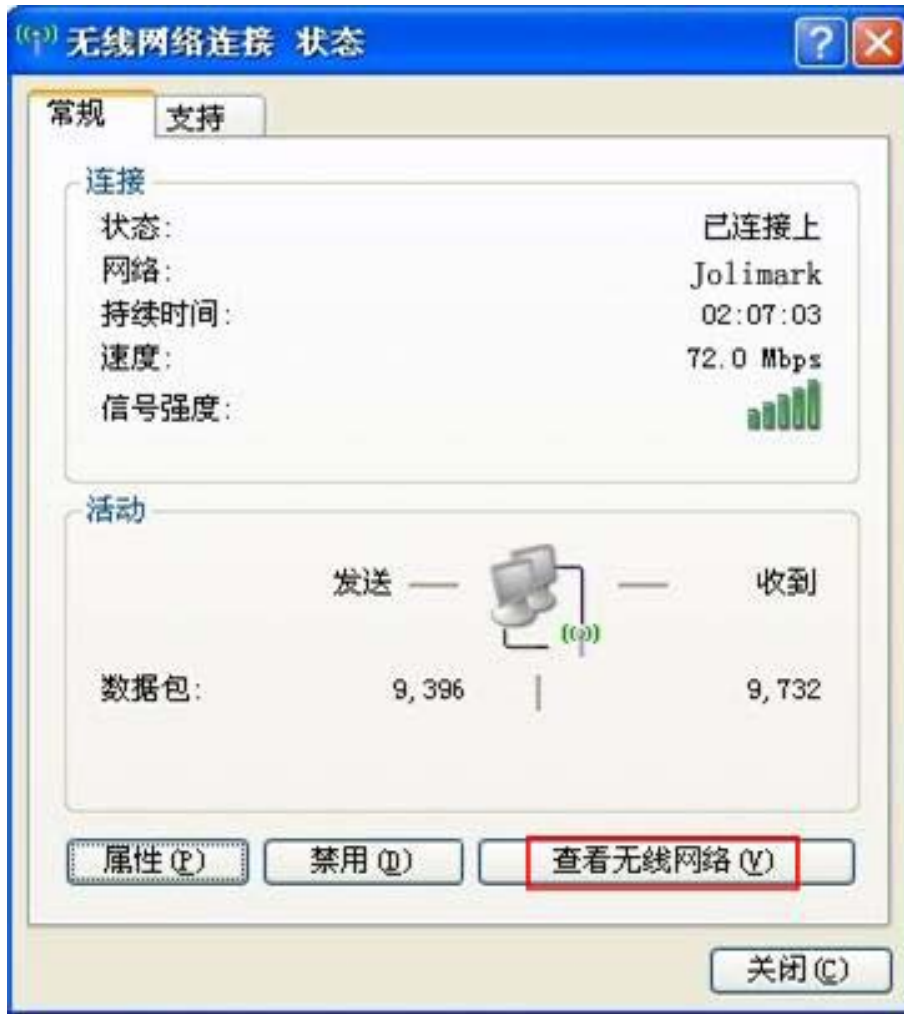 无线网络连接 状态
常规 支持
连接
状态: 已连接上
网络: Jolimark
持续时间: 02:07:03
速度: 72.0 Mbps
信号强度:
活动
发送 — — 收到
数据包: 9,396 | 9,732
属性(P) 禁用(D) 查看无线网络(V)
关闭(C)